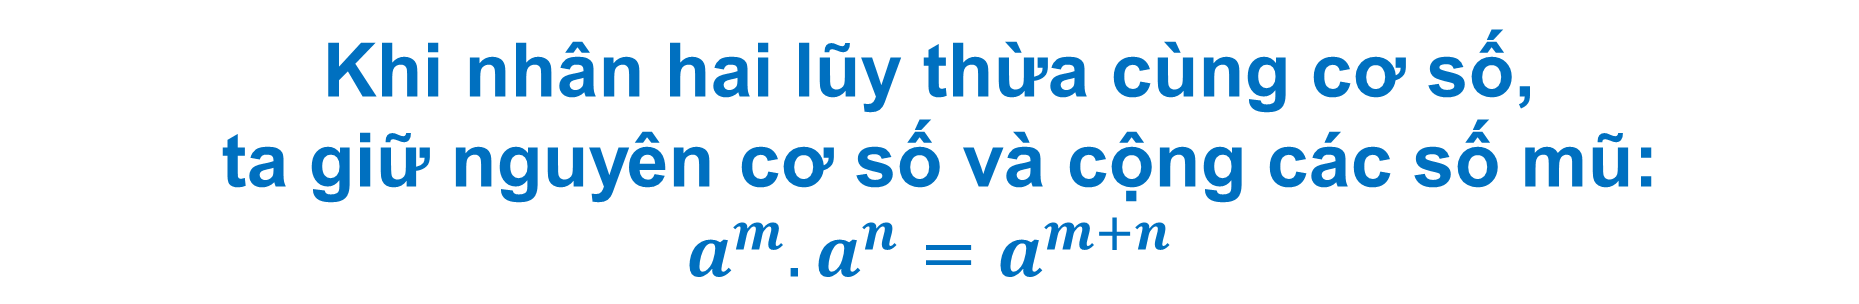 Khi nhân hai lũy thừa cùng cơ số,
ta giữ nguyên cơ số và cộng các số mũ:
$a^m . a^n = a^{m+n}$